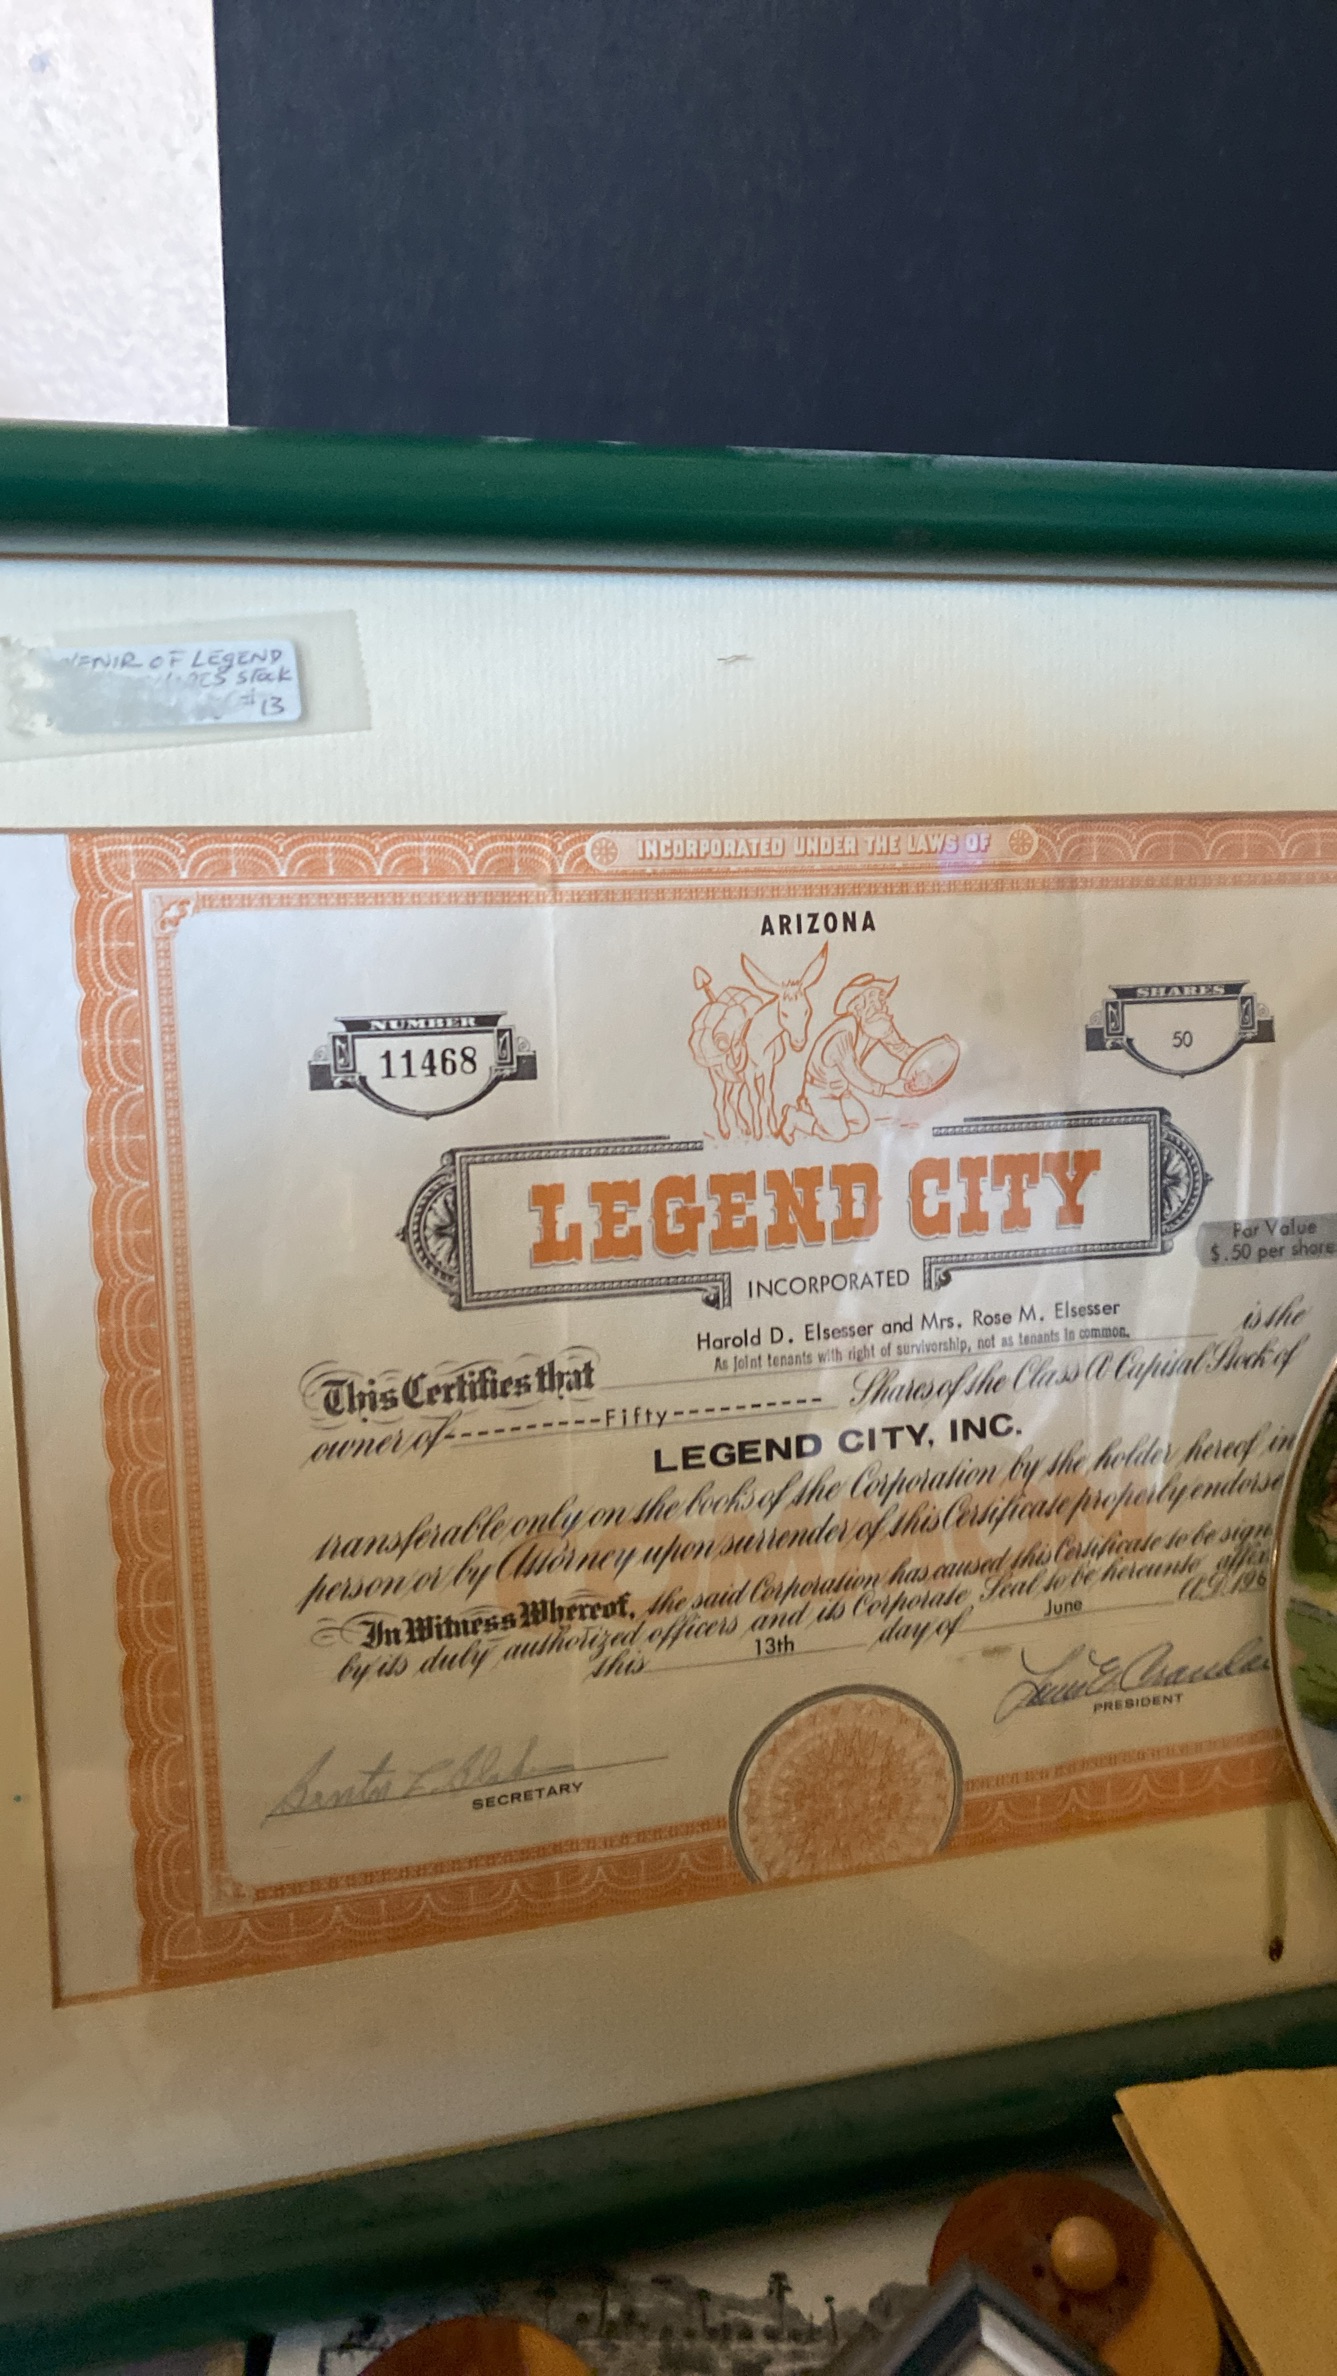 OF LEGEND
Stock
$13
INCORPORATED UNDER THE LAWS OF
ARIZONA
NUMBER
11468
SHARES
50
LEGEND CITY
INCORPORATED
Par Value
$.50 per share
Harold D. Elsesser and Mrs. Rose M. Elsesser
As joint tenants with right of survivorship, not as tenants in common.
This Certifies that is the
owner of ----------Fifty---------- Shares of the Class A Capital Stock of
LEGEND CITY, INC.
transferable only on the books of the Corporation by the holder hereof in
person or by Attorney upon surrender of this Certificate properly endorse
In Witness Whereof, the said Corporation has caused this Certificate to be sign
by its duly authorized officers and its Corporate Seal to be hereunto affix
this 13th day of June A.D. 196
PRESIDENT
SECRETARY